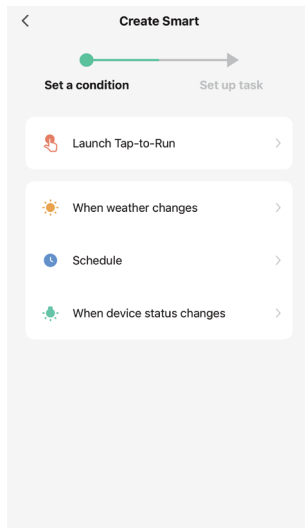 Create Smart
Set a condition
Set up task
Launch Tap-to-Run
When weather changes
Schedule
When device status changes